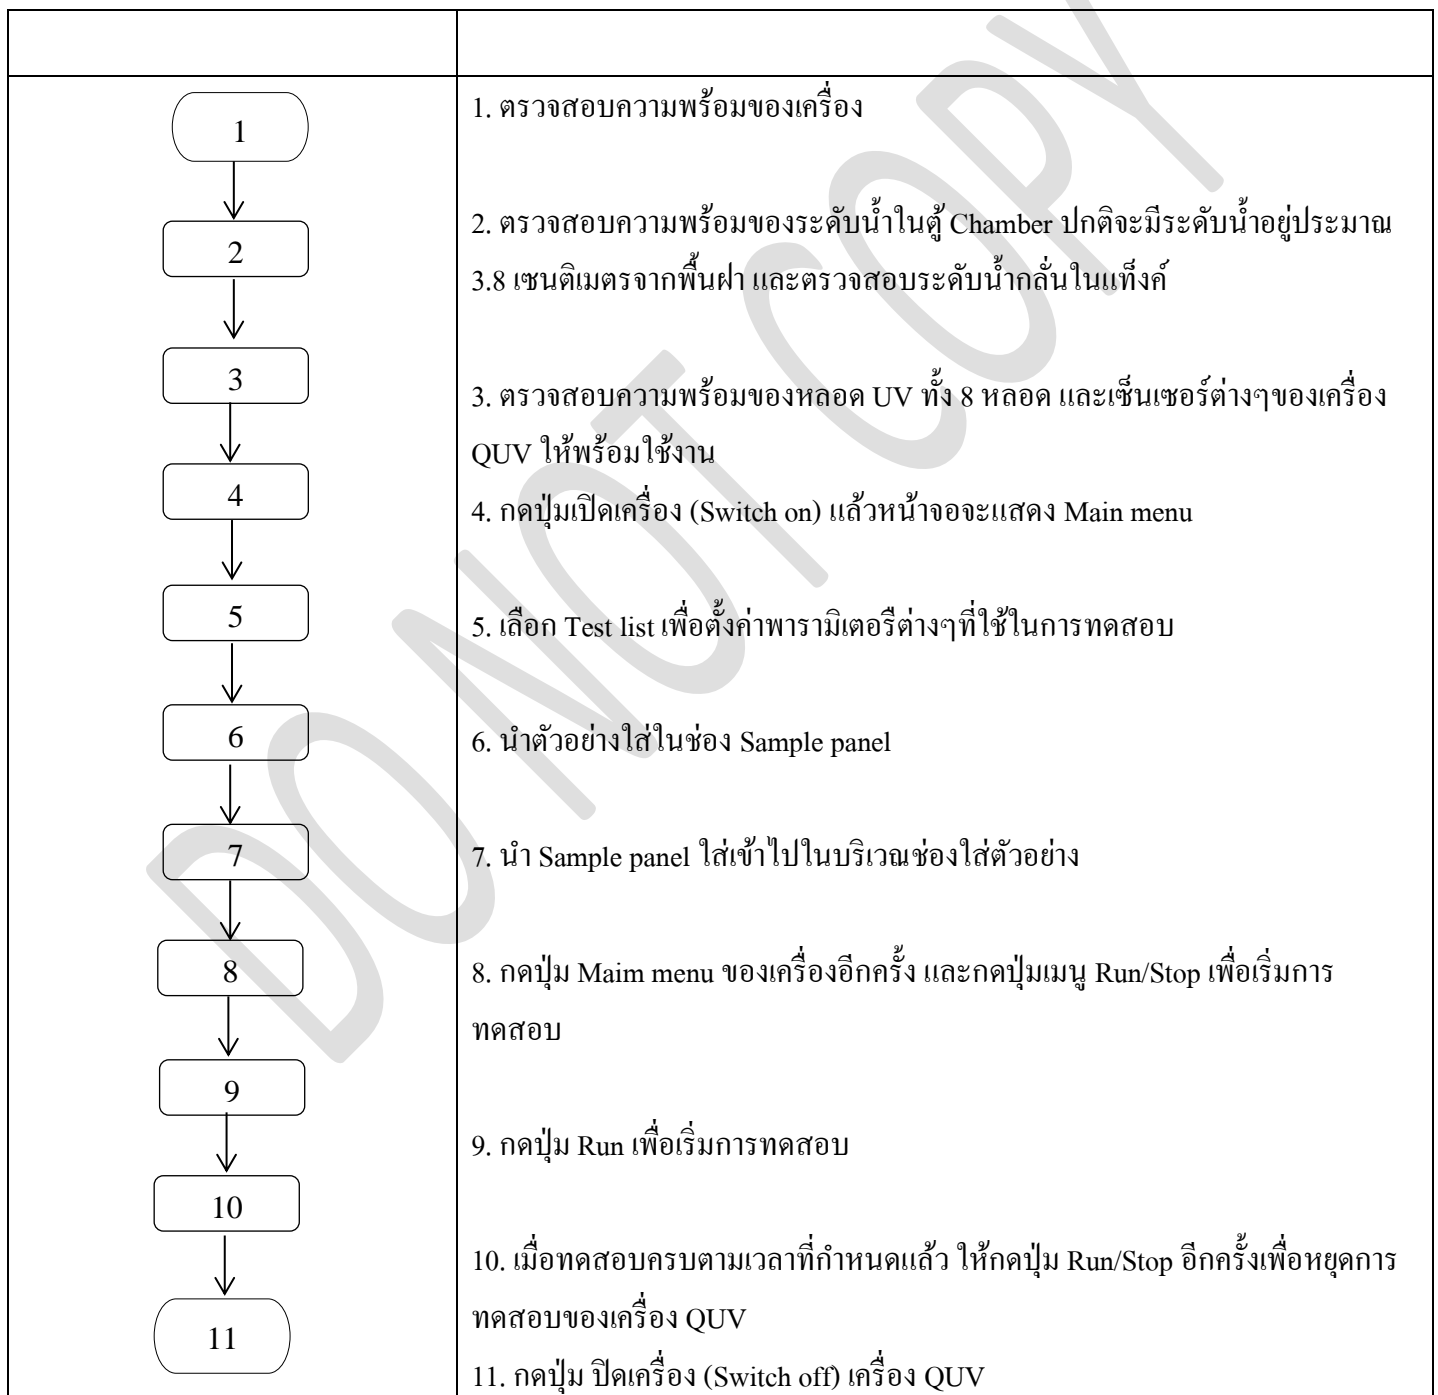 1
2
3
4
5
6
7
8
9
10
11
1. ตรวจสอบความพร้อมของเครื่อง
2. ตรวจสอบความพร้อมของระดับน้ำในตู้ Chamber ปกติจะมีระดับน้ำอยู่ประมาณ
3.8 เซนติเมตรจากพื้นฝา และตรวจสอบระดับน้ำกลั่นในแท็งค์
3. ตรวจสอบความพร้อมของหลอด UV ทั้ง 8 หลอด และเซ็นเซอร์ต่างๆของเครื่อง
QUV ให้พร้อมใช้งาน
4. กดปุ่มเปิดเครื่อง (Switch on) แล้วหน้าจอจะแสดง Main menu
5. เลือก Test list เพื่อตั้งค่าพารามิเตอรืต่างๆที่ใช้ในการทดสอบ
6. นำตัวอย่างใส่ในช่อง Sample panel
7. นำ Sample panel ใส่เข้าไปในบริเวณช่องใส่ตัวอย่าง
8. กดปุ่ม Maim menu ของเครื่องอีกครั้ง และกดปุ่มเมนู Run/Stop เพื่อเริ่มการ
ทดสอบ
9. กดปุ่ม Run เพื่อเริ่มการทดสอบ
10. เมื่อทดสอบครบตามเวลาที่กำหนดแล้ว ให้กดปุ่ม Run/Stop อีกครั้งเพื่อหยุดการ
ทดสอบของเครื่อง QUV
11. กดปุ่ม ปิดเครื่อง (Switch off) เครื่อง QUV
DO NOT COPY